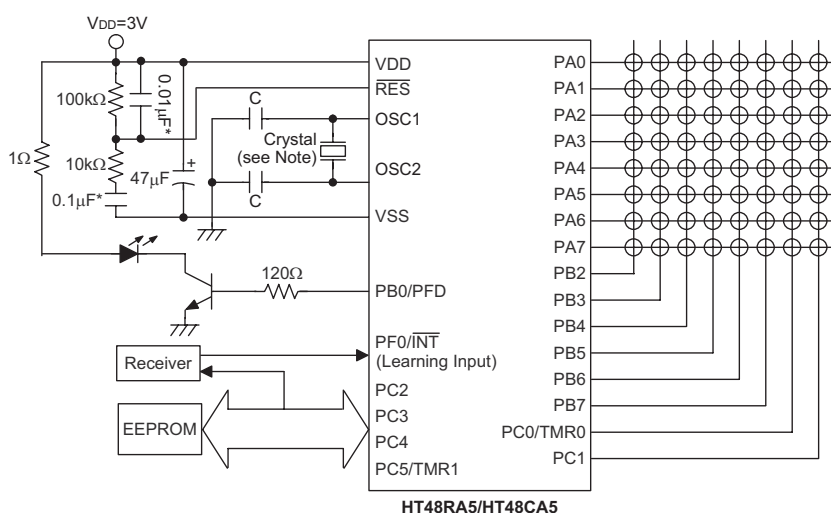 VDD=3V
100kΩ
0.01μF*
1Ω
10kΩ
0.1μF*
47μF
+
C
C
Crystal
(see Note)
120Ω
Receiver
EEPROM
VDD
RES
OSC1
OSC2
VSS
PB0/PFD
PF0/INT
(Learning Input)
PC2
PC3
PC4
PC5/TMR1
PA0
PA1
PA2
PA3
PA4
PA5
PA6
PA7
PB2
PB3
PB4
PB5
PB6
PB7
PC0/TMR0
PC1
HT48RA5/HT48CA5